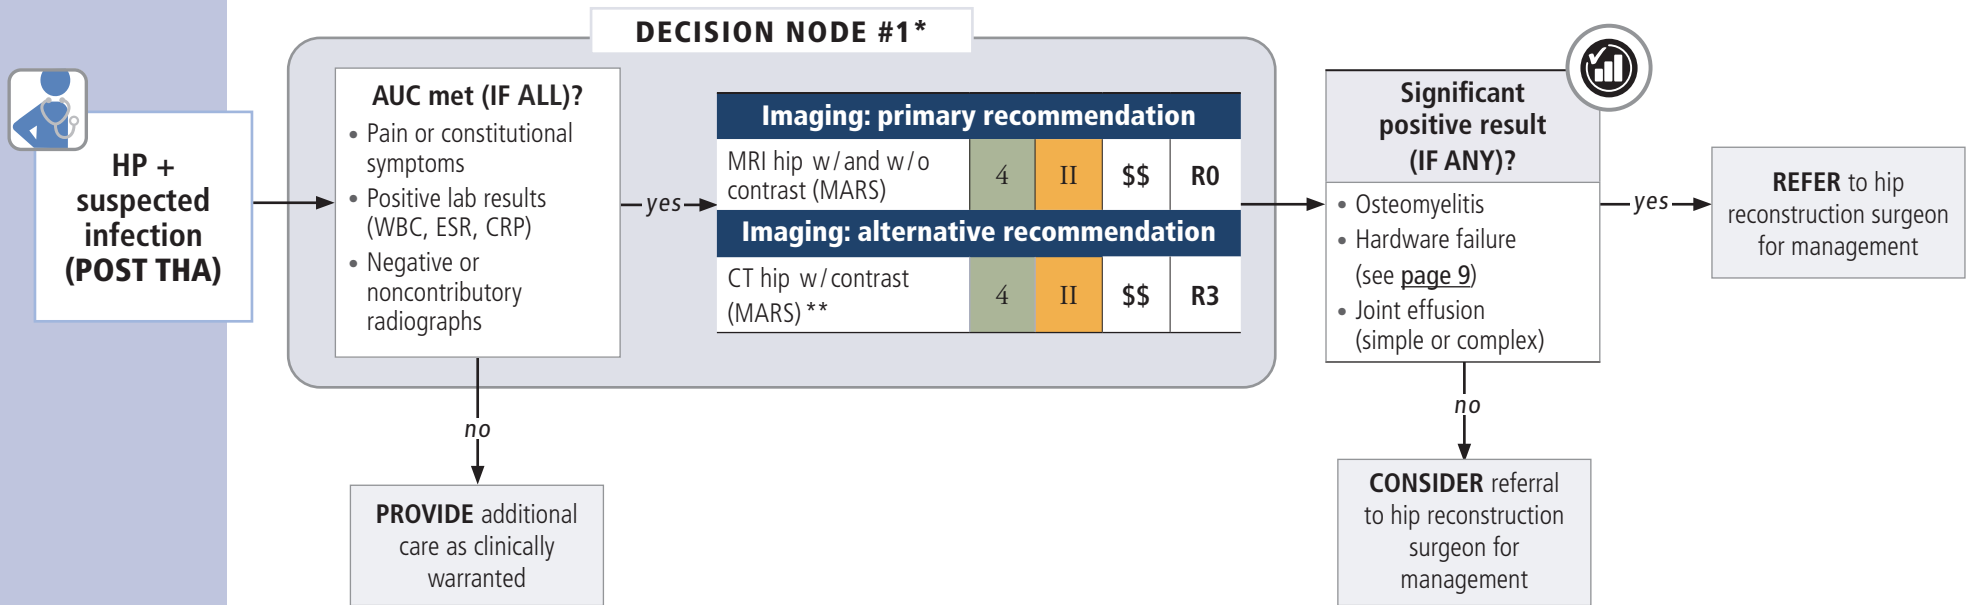 DECISION NODE #1*
HP +
suspected
infection
(POST THA)
AUC met (IF ALL)?
• Pain or constitutional
symptoms
• Positive lab results
(WBC, ESR, CRP)
• Negative or
noncontributory
radiographs
yes
no
PROVIDE additional
care as clinically
warranted
Imaging: primary recommendation
MRI hip w/and w/o
contrast (MARS)
4 II $$ R0
Imaging: alternative recommendation
CT hip w/contrast
(MARS) **
4 II $$ R3
Significant
positive result
(IF ANY)?
• Osteomyelitis
• Hardware failure
(see page 9)
• Joint effusion
(simple or complex)
yes
REFER to hip
reconstruction surgeon
for management
no
CONSIDER referral
to hip reconstruction
surgeon for
management